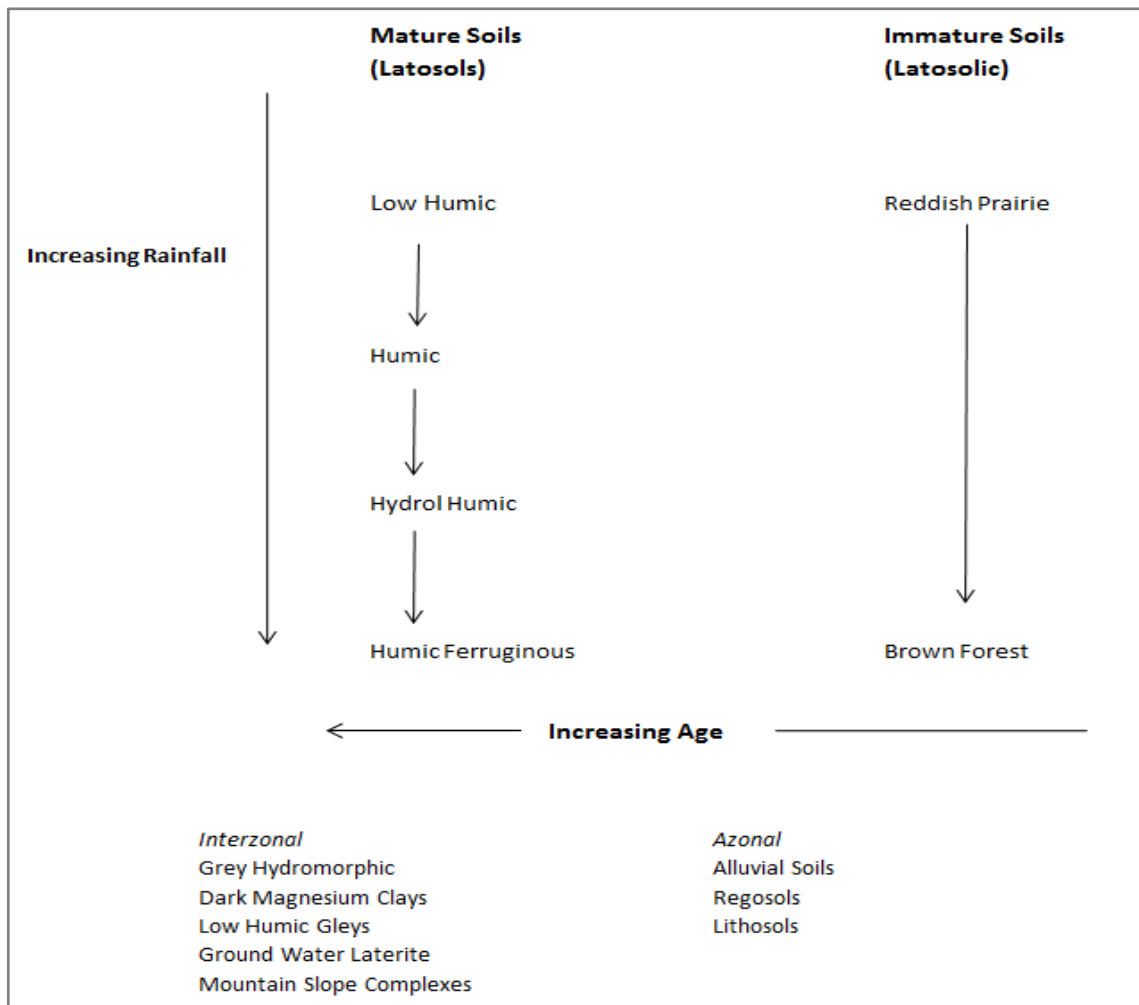 Mature Soils
(Latosols)
Immature Soils
(Latosolic)
Low Humic
Reddish Prairie
Increasing Rainfall
Humic
Hydrol Humic
Humic Ferruginous
Brown Forest
Increasing Age
Interzonal
Grey Hydromorphic
Dark Magnesium Clays
Low Humic Gleys
Ground Water Laterite
Mountain Slope Complexes
Azonal
Alluvial Soils
Regosols
Lithosols